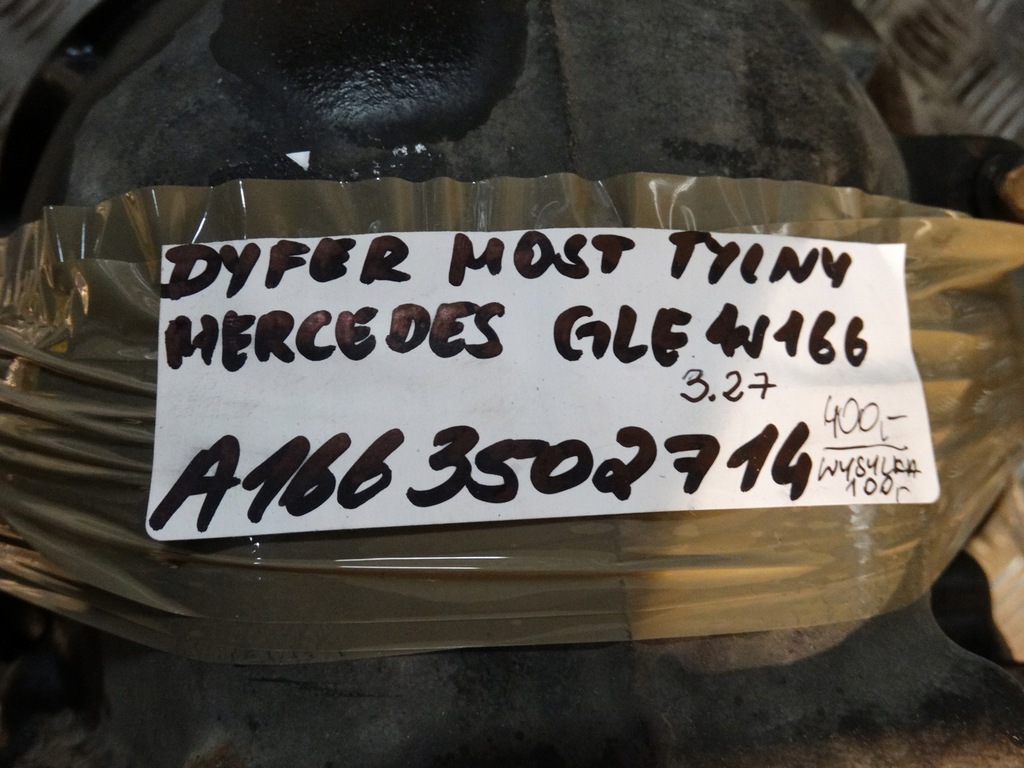 DYFER MOST TYLNY
MERCEDES GLE W166
3.27
A166 3502714
400,-
WYSYŁKA
100,-